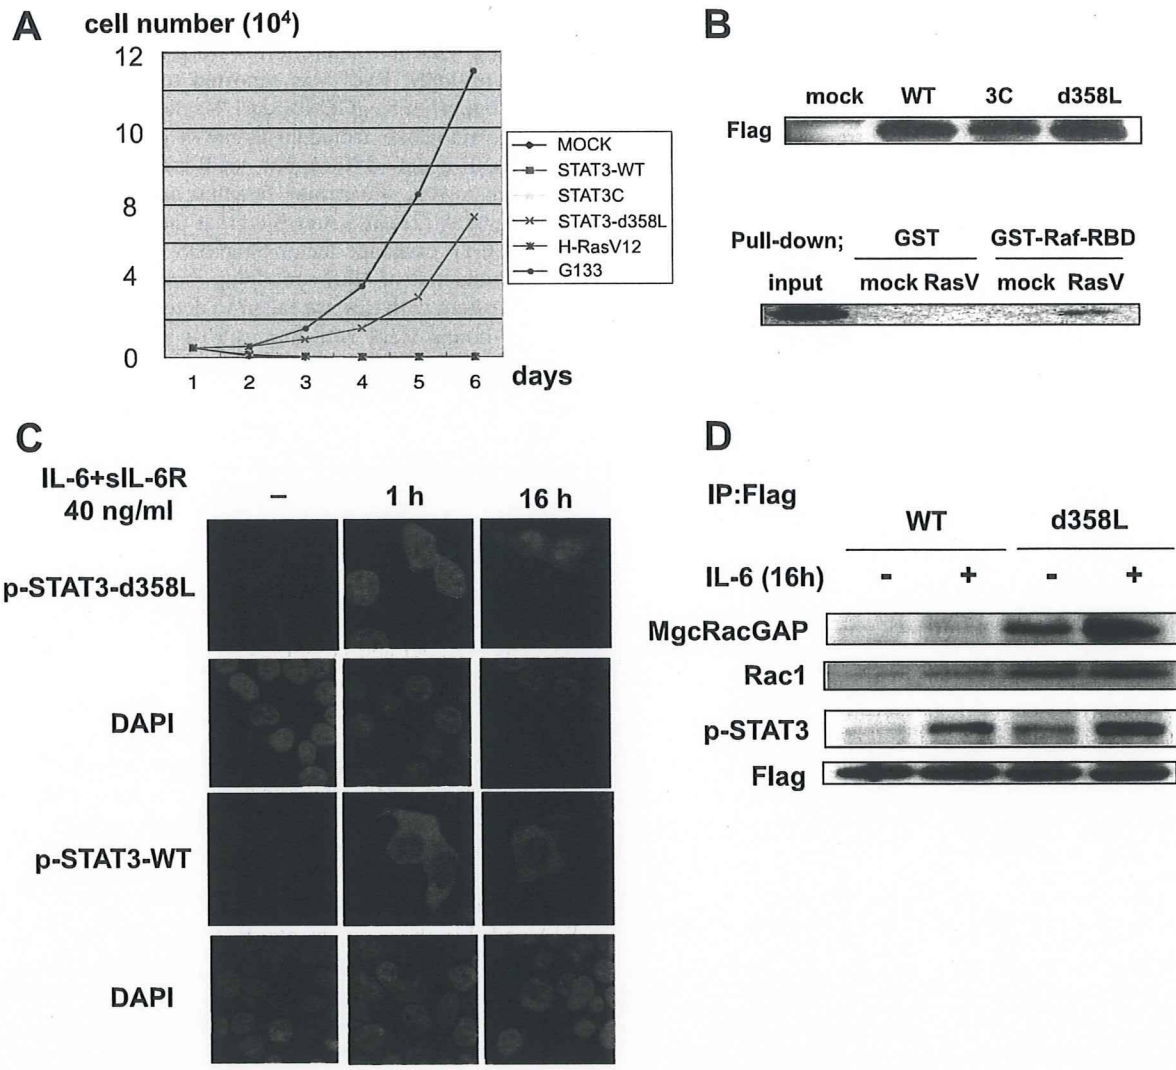 A
cell number (10⁴)
12
10
8
4
0
1 2 3 4 5 6 days
MOCK
STAT3-WT
STAT3C
STAT3-d358L
H-RasV12
G133
B
mock WT 3C d358L
Flag
Pull-down; GST GST-Raf-RBD
input mock RasV mock RasV
C
IL-6+sIL-6R
40 ng/ml
– 1 h 16 h
p-STAT3-d358L
DAPI
p-STAT3-WT
DAPI
D
IP:Flag
WT d358L
IL-6 (16h) - + - +
MgcRacGAP
Rac1
p-STAT3
Flag